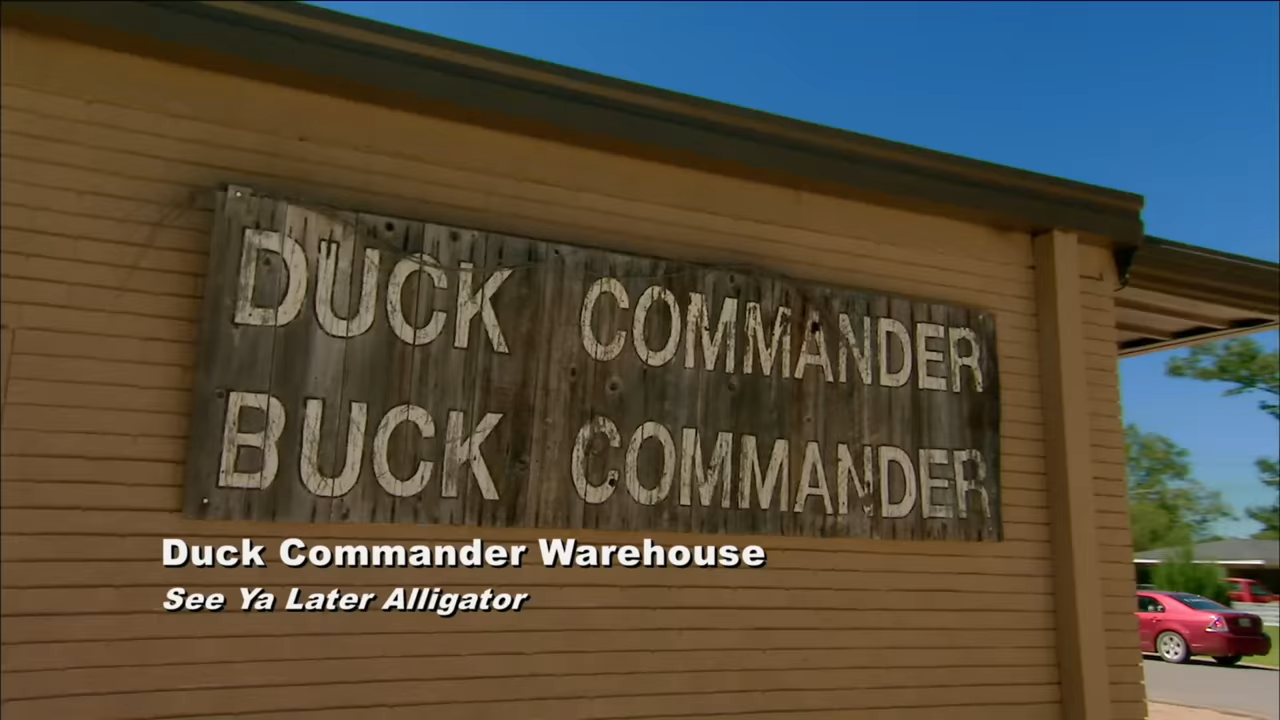 DUCK COMMANDER
BUCK COMMANDER
Duck Commander Warehouse
See Ya Later Alligator